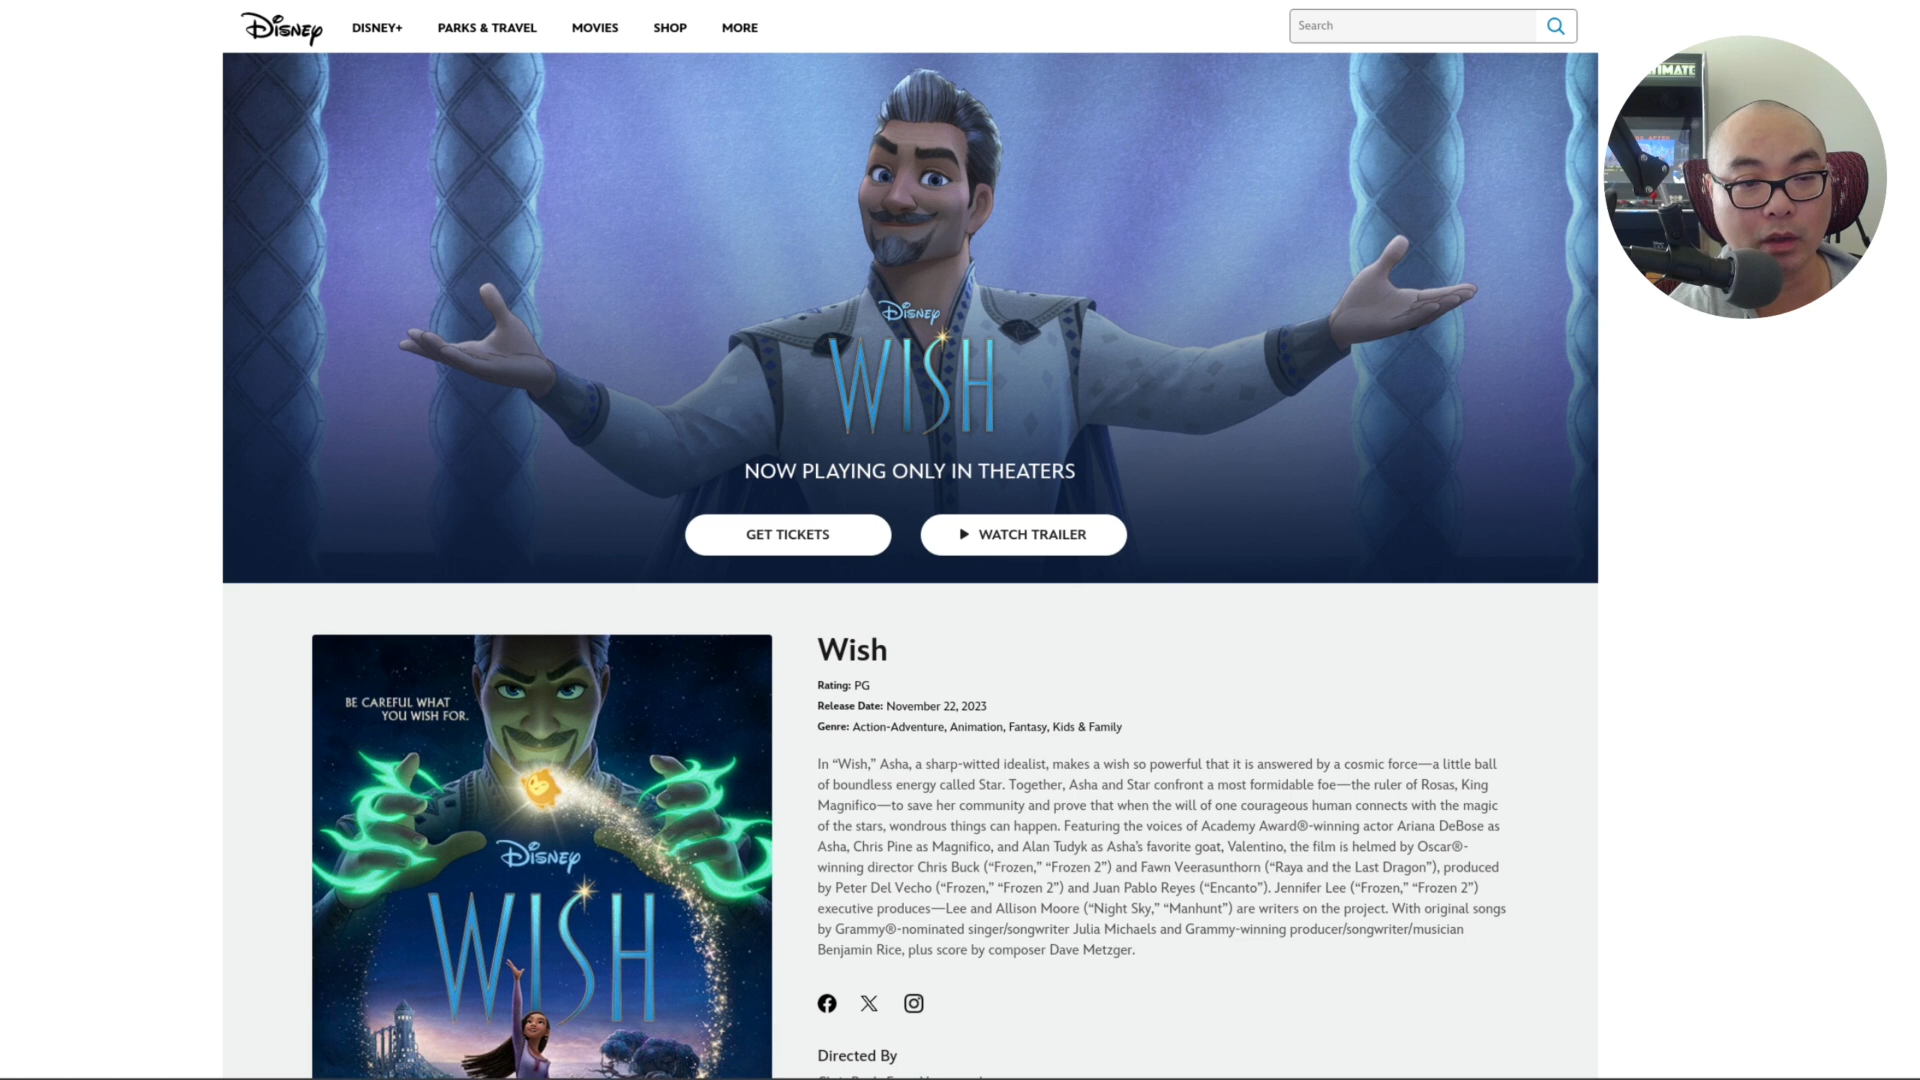 Disney
DISNEY+
PARKS & TRAVEL
MOVIES
SHOP
MORE
Search
TIMATE
DISNEY
WISH
NOW PLAYING ONLY IN THEATERS
GET TICKETS
WATCH TRAILER
BE CAREFUL WHAT
YOU WISH FOR.
DISNEY
WISH
Wish
Rating: PG
Release Date: November 22, 2023
Genre: Action-Adventure, Animation, Fantasy, Kids & Family
In “Wish,” Asha, a sharp-witted idealist, makes a wish so powerful that it is answered by a cosmic force—a little ball
of boundless energy called Star. Together, Asha and Star confront a most formidable foe—the ruler of Rosas, King
Magnifico—to save her community and prove that when the will of one courageous human connects with the magic
of the stars, wondrous things can happen. Featuring the voices of Academy Award®-winning actor Ariana DeBose as
Asha, Chris Pine as Magnifico, and Alan Tudyk as Asha’s favorite goat, Valentino, the film is helmed by Oscar®-
winning director Chris Buck (“Frozen,” “Frozen 2”) and Fawn Veerasunthorn (“Raya and the Last Dragon”), produced
by Peter Del Vecho (“Frozen,” “Frozen 2”) and Juan Pablo Reyes (“Encanto”). Jennifer Lee (“Frozen,” “Frozen 2”)
executive produces—Lee and Allison Moore (“Night Sky,” “Manhunt”) are writers on the project. With original songs
by Grammy®-nominated singer/songwriter Julia Michaels and Grammy-winning producer/songwriter/musician
Benjamin Rice, plus score by composer Dave Metzger.
Directed By